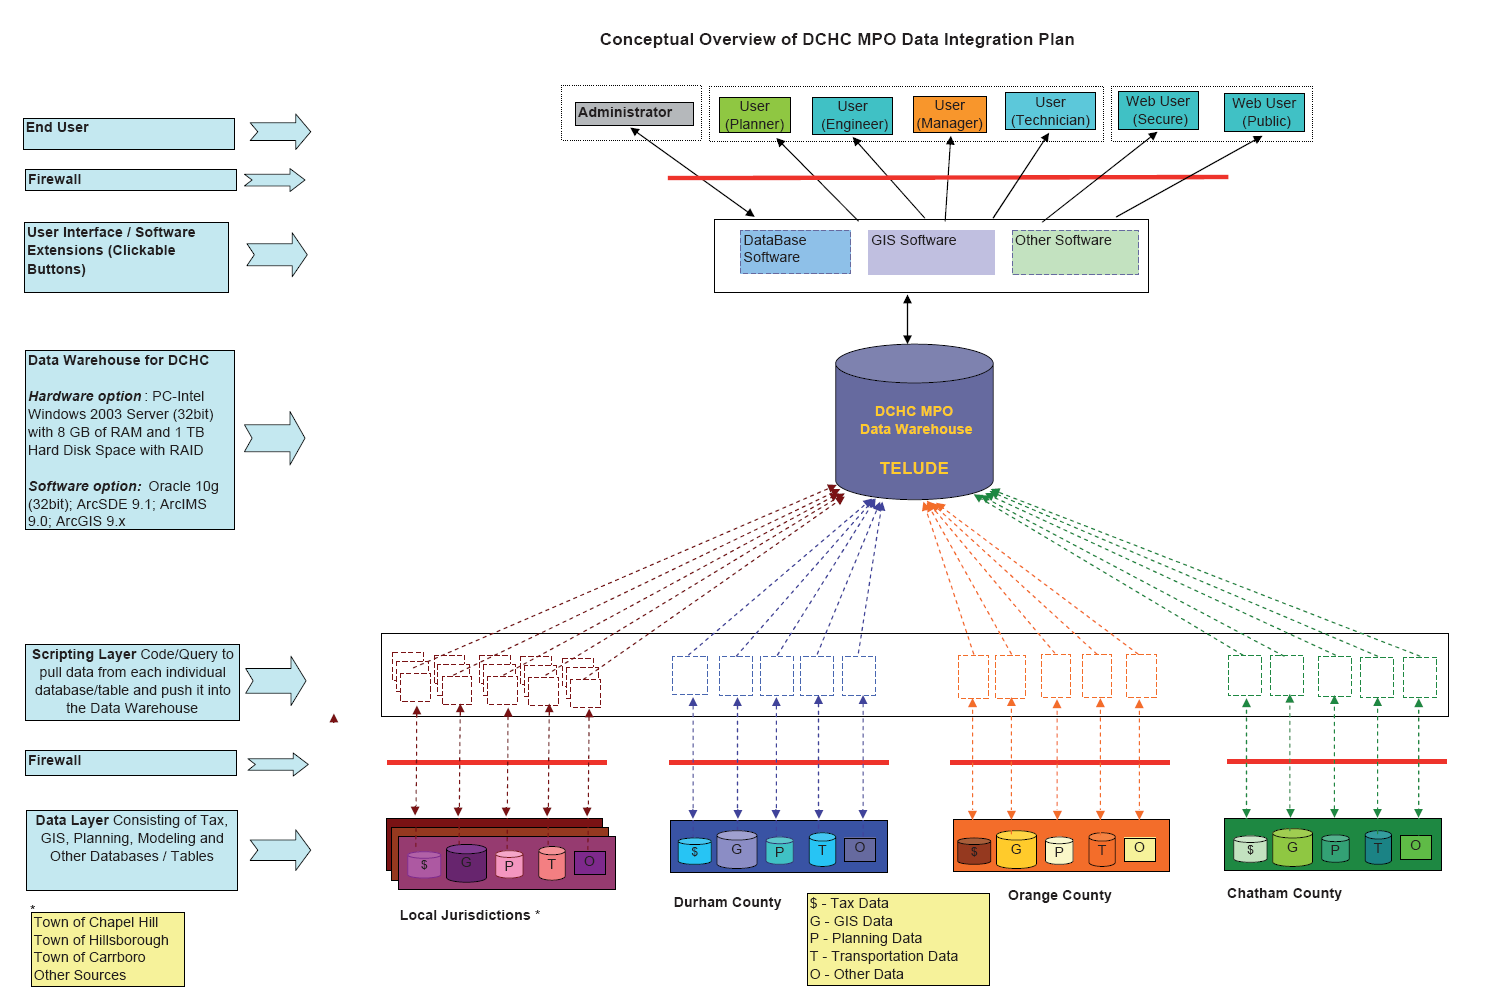 Conceptual Overview of DCHC MPO Data Integration Plan
Administrator
User
(Planner)
User
(Engineer)
User
(Manager)
User
(Technician)
Web User
(Secure)
Web User
(Public)
End User
Firewall
User Interface / Software
Extensions (Clickable
Buttons)
DataBase
Software
GIS Software
Other Software
Data Warehouse for DCHC
Hardware option : PC-Intel
Windows 2003 Server (32bit)
with 8 GB of RAM and 1 TB
Hard Disk Space with RAID
Software option: Oracle 10g
(32bit); ArcSDE 9.1; ArcIMS
9.0; ArcGIS 9.x
DCHC MPO
Data Warehouse
TELUDE
Scripting Layer Code/Query to
pull data from each individual
database/table and push it into
the Data Warehouse
Firewall
Data Layer Consisting of Tax,
GIS, Planning, Modeling and
Other Databases / Tables
$ G P T O
$ G P T O
$ G P T O
$ G P T O
Local Jurisdictions *
Durham County
Orange County
Chatham County
*
Town of Chapel Hill
Town of Hillsborough
Town of Carrboro
Other Sources
$ - Tax Data
G - GIS Data
P - Planning Data
T - Transportation Data
O - Other Data